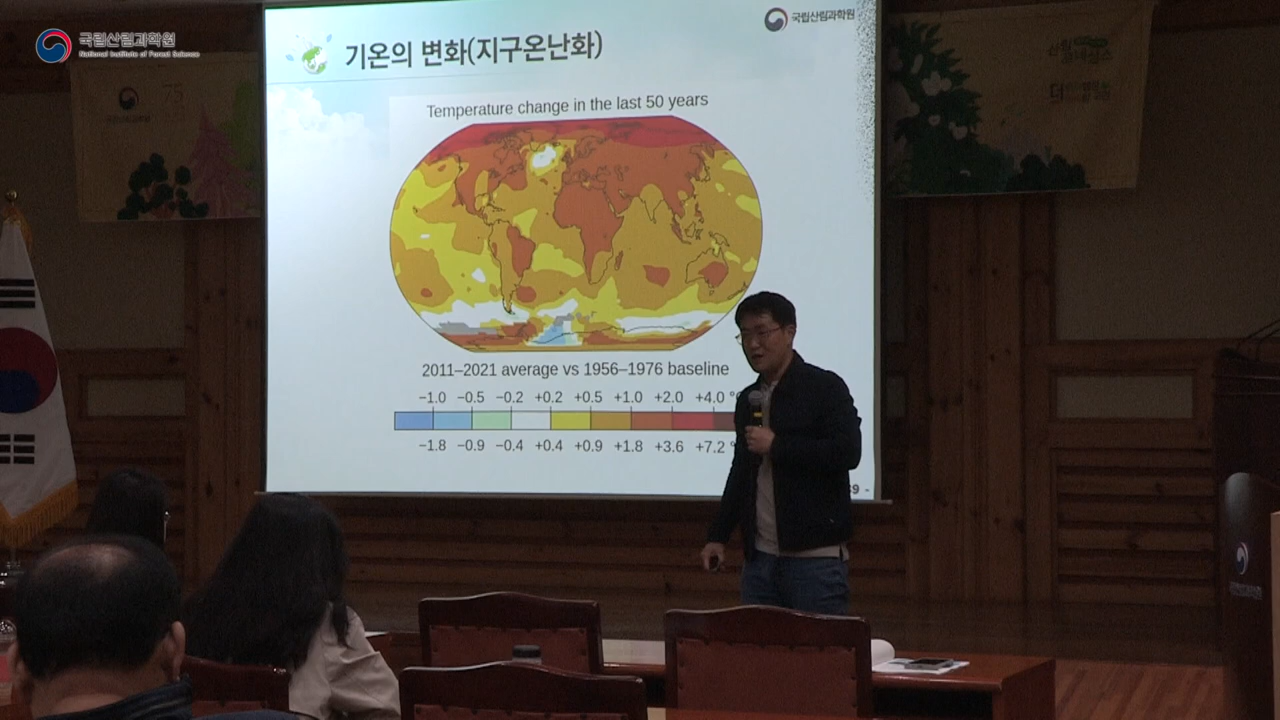 국립산림과학원
National Institute of Forest Science
국립산림과학원
기온의 변화(지구온난화)
Temperature change in the last 50 years
2011–2021 average vs 1956–1976 baseline
−1.0 −0.5 −0.2 +0.2 +0.5 +1.0 +2.0 +4.0
−1.8 −0.9 −0.4 +0.4 +0.9 +1.8 +3.6 +7.2